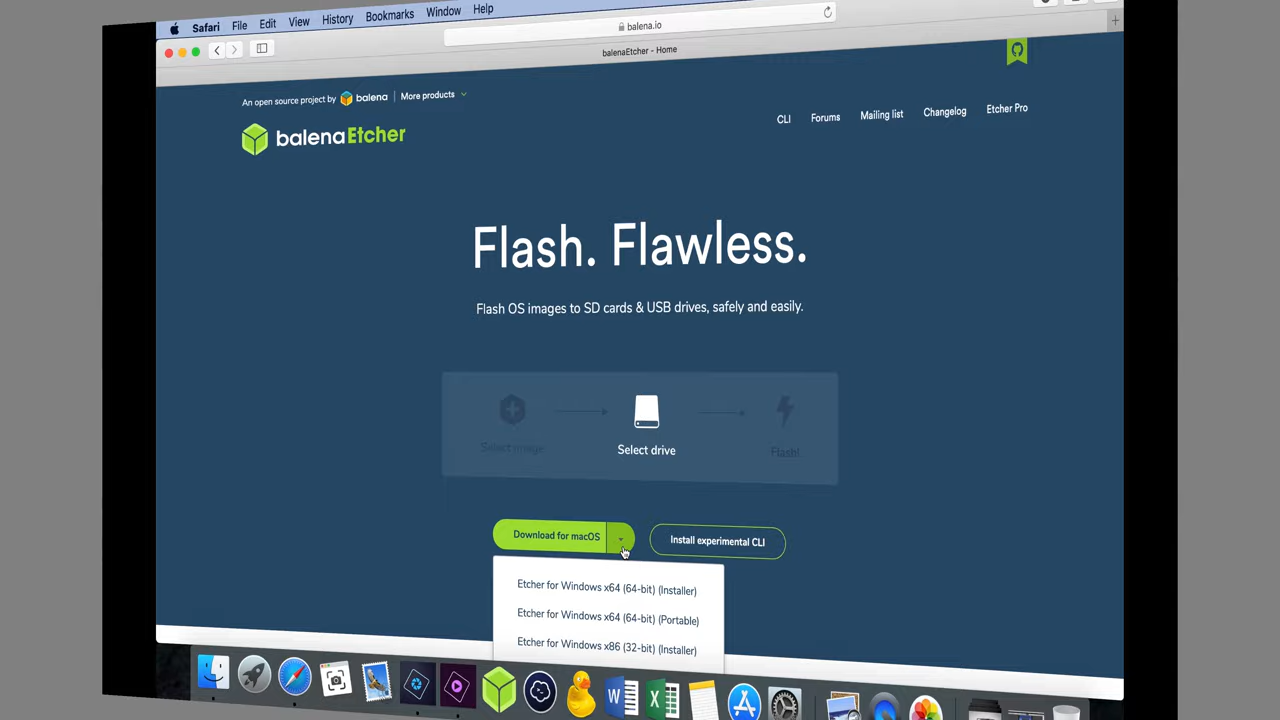 Safari File Edit View History Bookmarks Window Help
balena.io
balenaEtcher - Home
An open source project by balena More products
balenaEtcher
CLI Forums Mailing list Changelog Etcher Pro
Flash. Flawless.
Flash OS images to SD cards & USB drives, safely and easily.
Select image Select drive Flash!
Download for macOS Install experimental CLI
Etcher for Windows x64 (64-bit) (Installer)
Etcher for Windows x64 (64-bit) (Portable)
Etcher for Windows x86 (32-bit) (Installer)